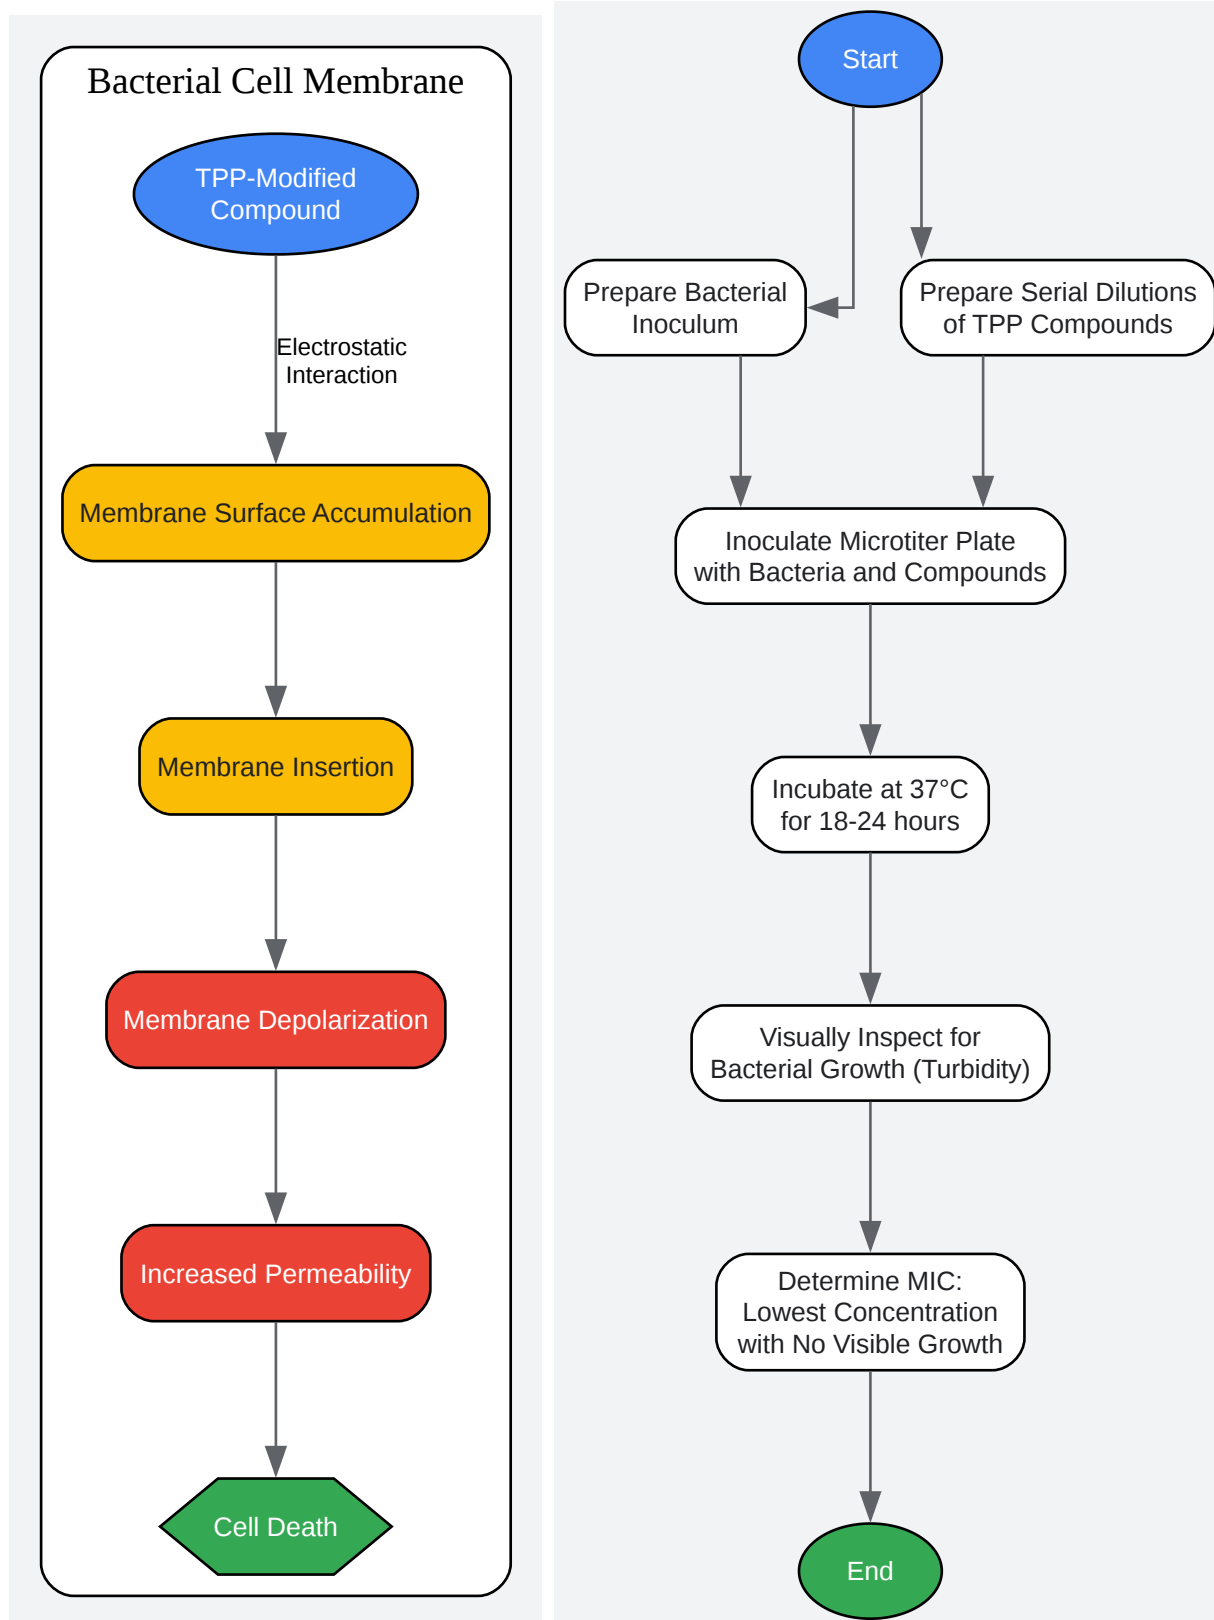 Bacterial Cell Membrane
TPP-Modified
Compound
Electrostatic
Interaction
Membrane Surface Accumulation
Membrane Insertion
Membrane Depolarization
Increased Permeability
Cell Death
Start
Prepare Bacterial
Inoculum
Prepare Serial Dilutions
of TPP Compounds
Inoculate Microtiter Plate
with Bacteria and Compounds
Incubate at 37°C
for 18-24 hours
Visually Inspect for
Bacterial Growth (Turbidity)
Determine MIC:
Lowest Concentration
with No Visible Growth
End